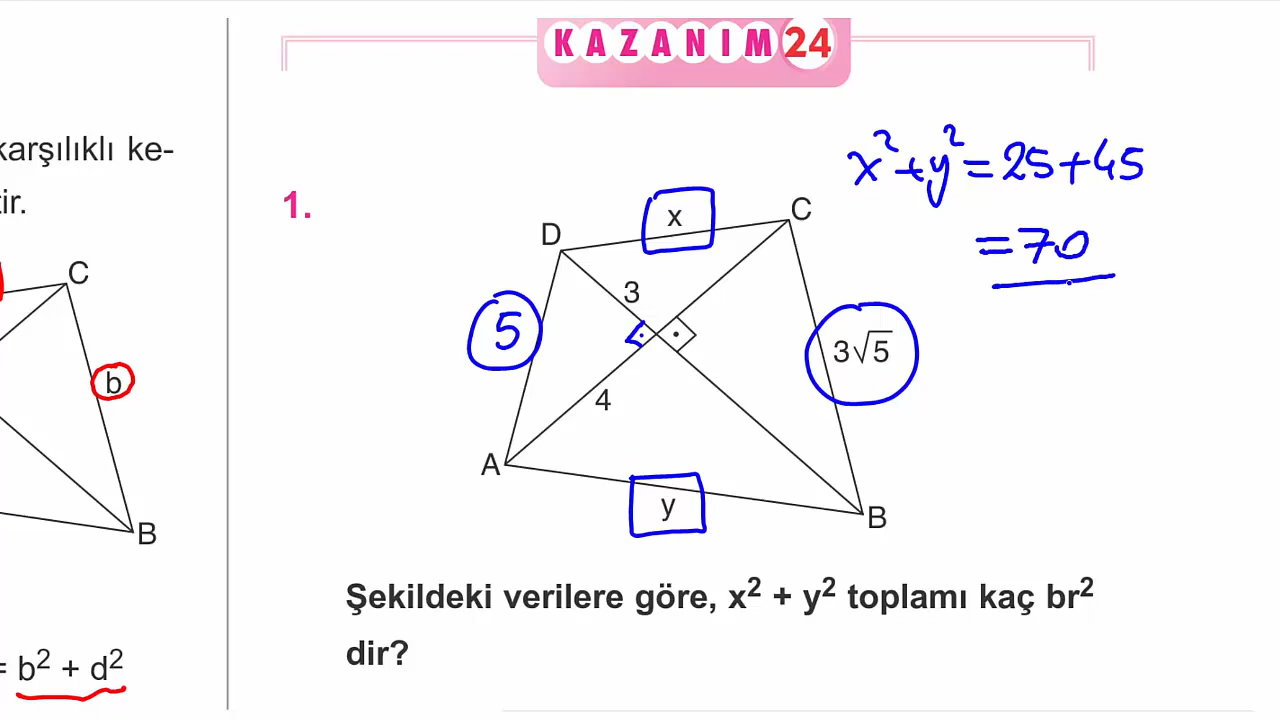 KAZANIM 24
karşılıklı ke-
tir.
C
b
B
= b² + d²
1.
x² + y² = 25 + 45
= 70
D
x
C
3
5
3√5
4
A
y
B
Şekildeki verilere göre, x² + y² toplamı kaç br²
dir?